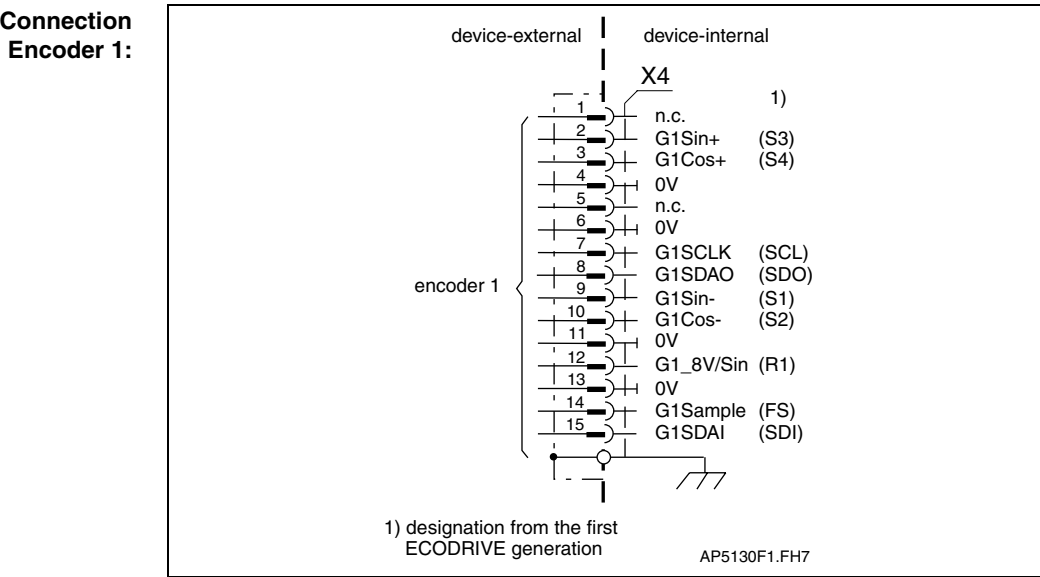 Connection
Encoder 1:
device-external
device-internal
X4
1)
1 n.c.
2 G1Sin+ (S3)
3 G1Cos+ (S4)
4 0V
5 n.c.
6 0V
7 G1SCLK (SCL)
8 G1SDAO (SDO)
encoder 1
9 G1Sin- (S1)
10 G1Cos- (S2)
11 0V
12 G1_8V/Sin (R1)
13 0V
14 G1Sample (FS)
15 G1SDAI (SDI)
1) designation from the first
ECODRIVE generation
AP5130F1.FH7